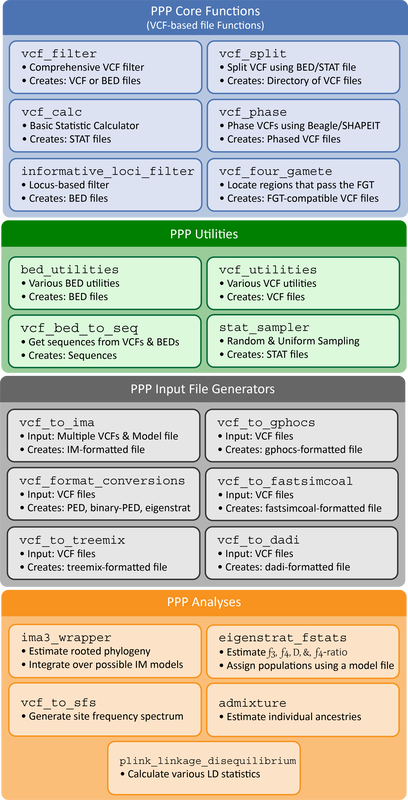 PPP Core Functions
(VCF-based file Functions)
vcf_filter
• Comprehensive VCF filter
• Creates: VCF or BED files
vcf_split
• Split VCF using BED/STAT file
• Creates: Directory of VCF files
vcf_calc
• Basic Statistic Calculator
• Creates: STAT files
vcf_phase
• Phase VCFs using Beagle/SHAPEIT
• Creates: Phased VCF files
informative_loci_filter
• Locus-based filter
• Creates: BED files
vcf_four_gamete
• Locate regions that pass the FGT
• Creates: FGT-compatible VCF files
PPP Utilities
bed_utilities
• Various BED utilities
• Creates: BED files
vcf_utilities
• Various VCF utilities
• Creates: VCF files
vcf_bed_to_seq
• Get sequences from VCFs & BEDs
• Creates: Sequences
stat_sampler
• Random & Uniform Sampling
• Creates: STAT files
PPP Input File Generators
vcf_to_ima
• Input: Multiple VCFs & Model file
• Creates: IM-formatted file
vcf_to_gphocs
• Input: VCF files
• Creates: gphocs-formatted file
vcf_format_conversions
• Input: VCF files
• Creates: PED, binary-PED, eigenstrat
vcf_to_fastsimcoal
• Input: VCF files
• Creates: fastsimcoal-formatted file
vcf_to_treemix
• Input: VCF files
• Creates: treemix-formatted file
vcf_to_dadi
• Input: VCF files
• Creates: dadi-formatted file
PPP Analyses
ima3_wrapper
• Estimate rooted phylogeny
• Integrate over possible IM models
eigenstrat_fstats
• Estimate f3, f4, D, &, f4-ratio
• Assign populations using a model file
vcf_to_sfs
• Generate site frequency spectrum
admixture
• Estimate individual ancestries
plink_linkage_disequilibrium
• Calculate various LD statistics